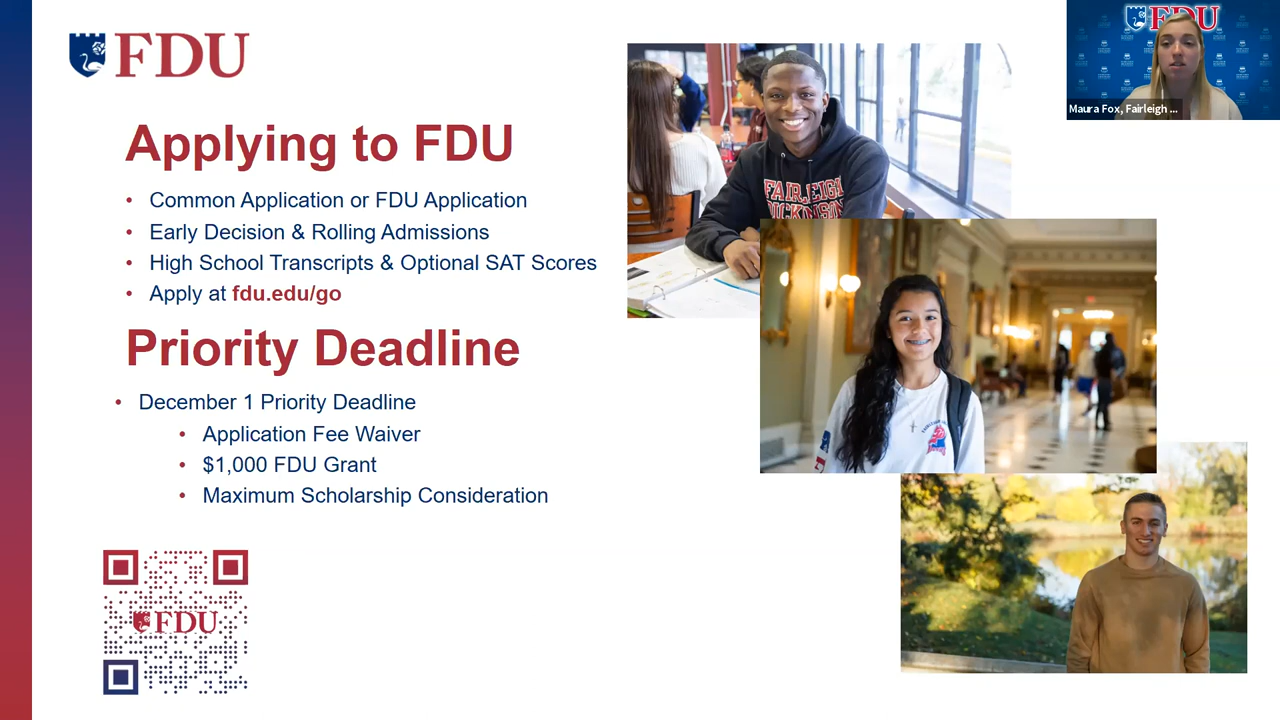 FDU
Applying to FDU
• Common Application or FDU Application
• Early Decision & Rolling Admissions
• High School Transcripts & Optional SAT Scores
• Apply at fdu.edu/go
Priority Deadline
• December 1 Priority Deadline
• Application Fee Waiver
• $1,000 FDU Grant
• Maximum Scholarship Consideration
FDU
FAIRLEIGH
DICKINSON
FDU
Maura Fox, Fairleigh ...